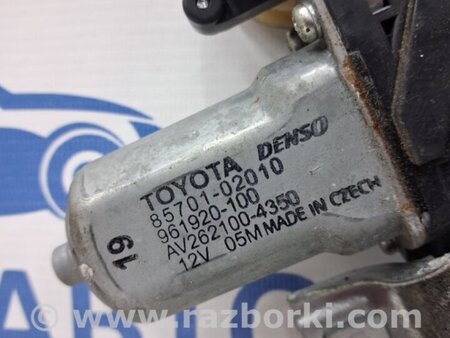 TOYOTA DENSO
85701-02010
961920-100
AV262100-4350
12V 05M MADE IN CZECH
19
© www.razborki.com